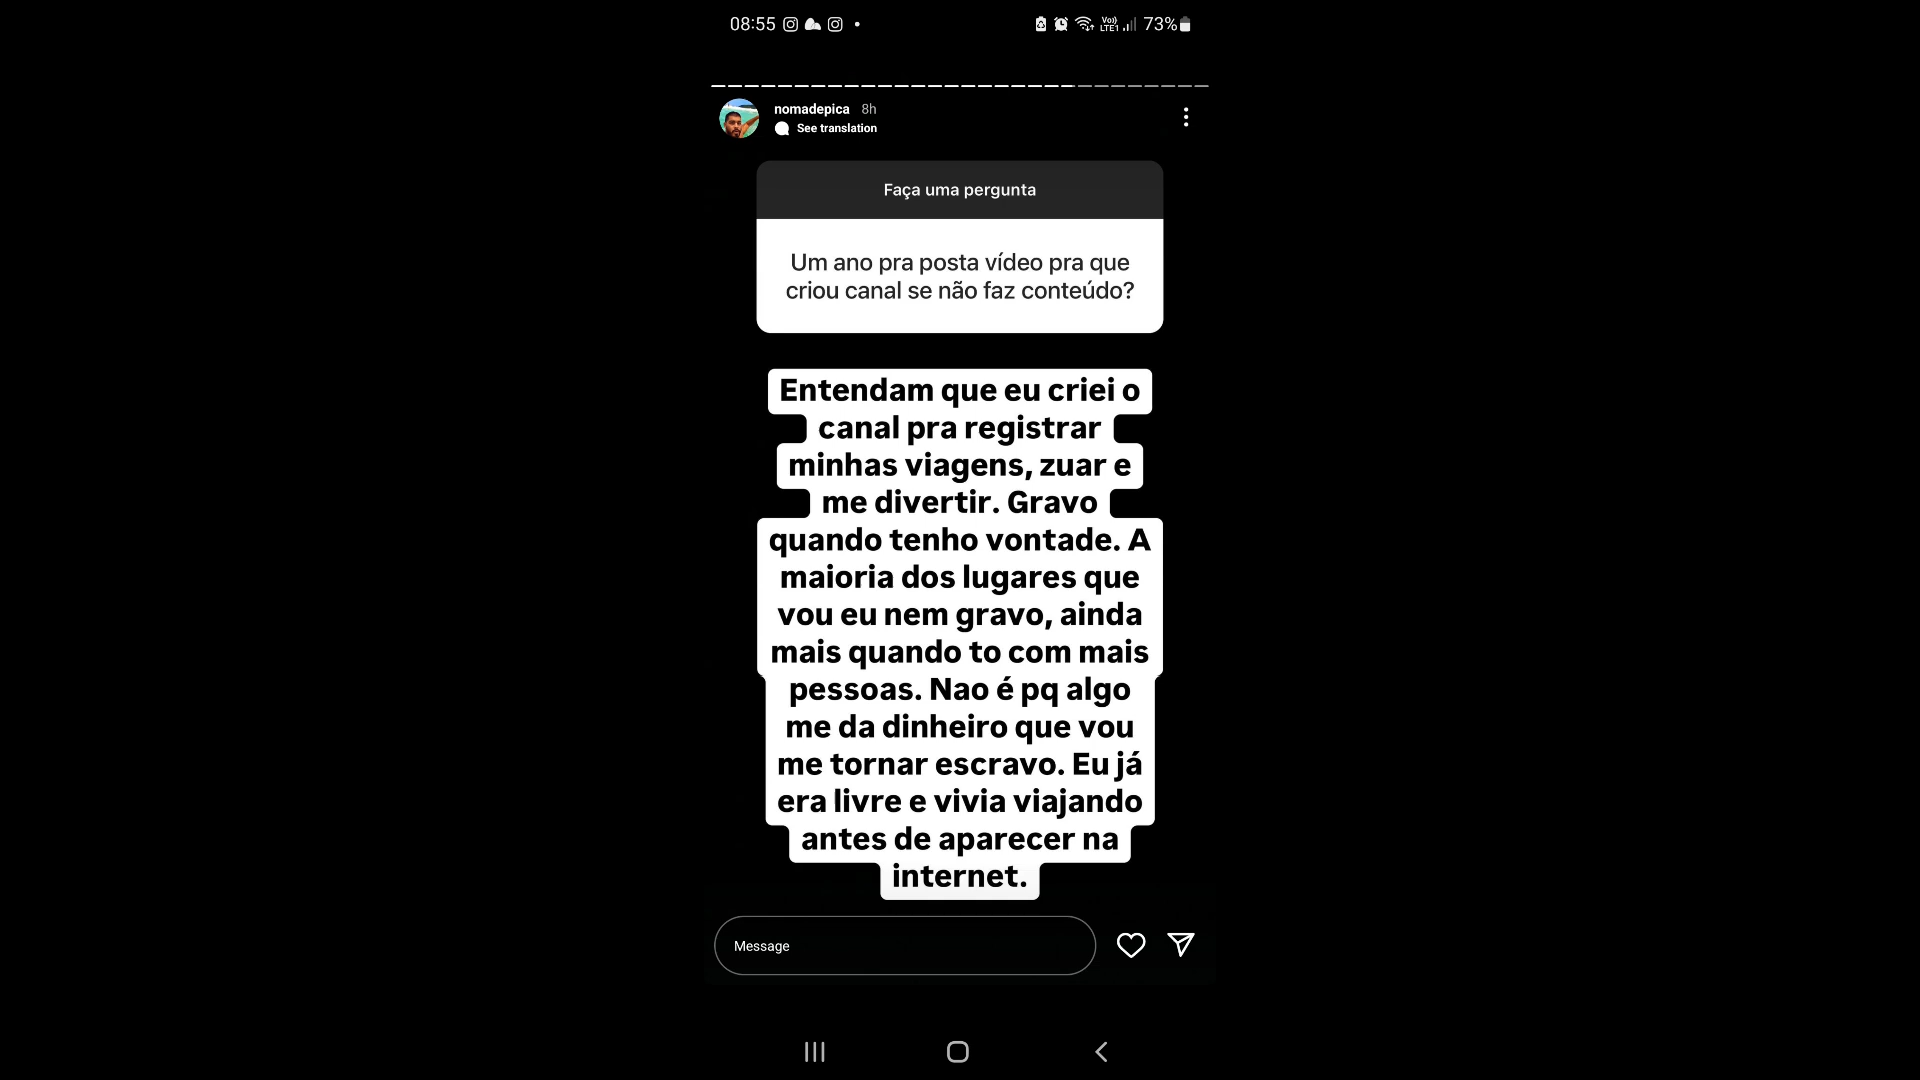 08:55
Vo))
LTE1
73%
nomadepica 8h
See translation
Faça uma pergunta
Um ano pra posta vídeo pra que
criou canal se não faz conteúdo?
Entendam que eu criei o
canal pra registrar
minhas viagens, zuar e
me divertir. Gravo
quando tenho vontade. A
maioria dos lugares que
vou eu nem gravo, ainda
mais quando to com mais
pessoas. Nao é pq algo
me da dinheiro que vou
me tornar escravo. Eu já
era livre e vivia viajando
antes de aparecer na
internet.
Message